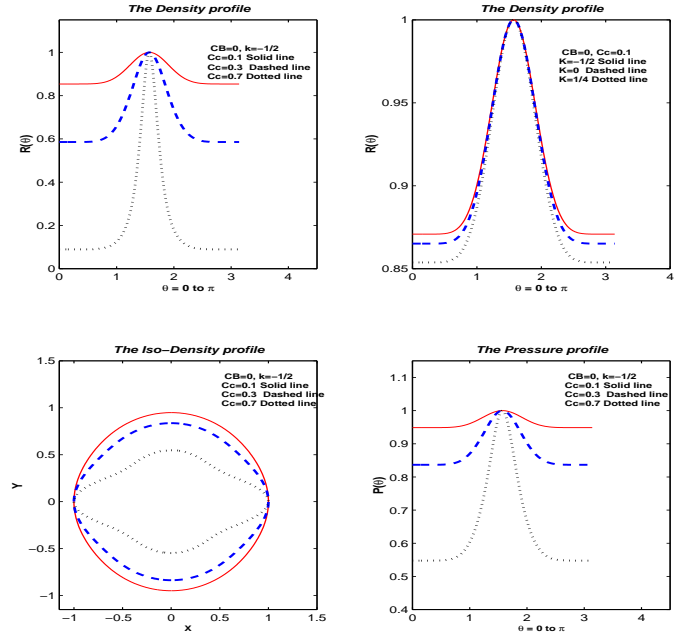 The Density profile
CB=0, k=−1/2
Cc=0.1 Solid line
Cc=0.3 Dashed line
Cc=0.7 Dotted line
R(θ)
1
0.8
0.6
0.4
0.2
0
0 1 2 3 4
θ = 0 to π
The Density profile
CB=0, Cc=0.1
K=−1/2 Solid line
K=0 Dashed line
K=1/4 Dotted line
R(θ)
1
0.95
0.9
0.85
0 1 2 3 4
θ = 0 to π
The Iso−Density profile
CB=0, k=−1/2
Cc=0.1 Solid line
Cc=0.3 Dashed line
Cc=0.7 Dotted line
Y
1.5
1
0.5
0
−0.5
−1
−1 −0.5 0 0.5 1 1.5
x
The Pressure profile
CB=0, k=−1/2
Cc=0.1 Solid line
Cc=0.3 Dashed line
Cc=0.7 Dotted line
P(θ)
1.1
1
0.9
0.8
0.7
0.6
0.5
0.4
0 1 2 3 4
θ = 0 to π